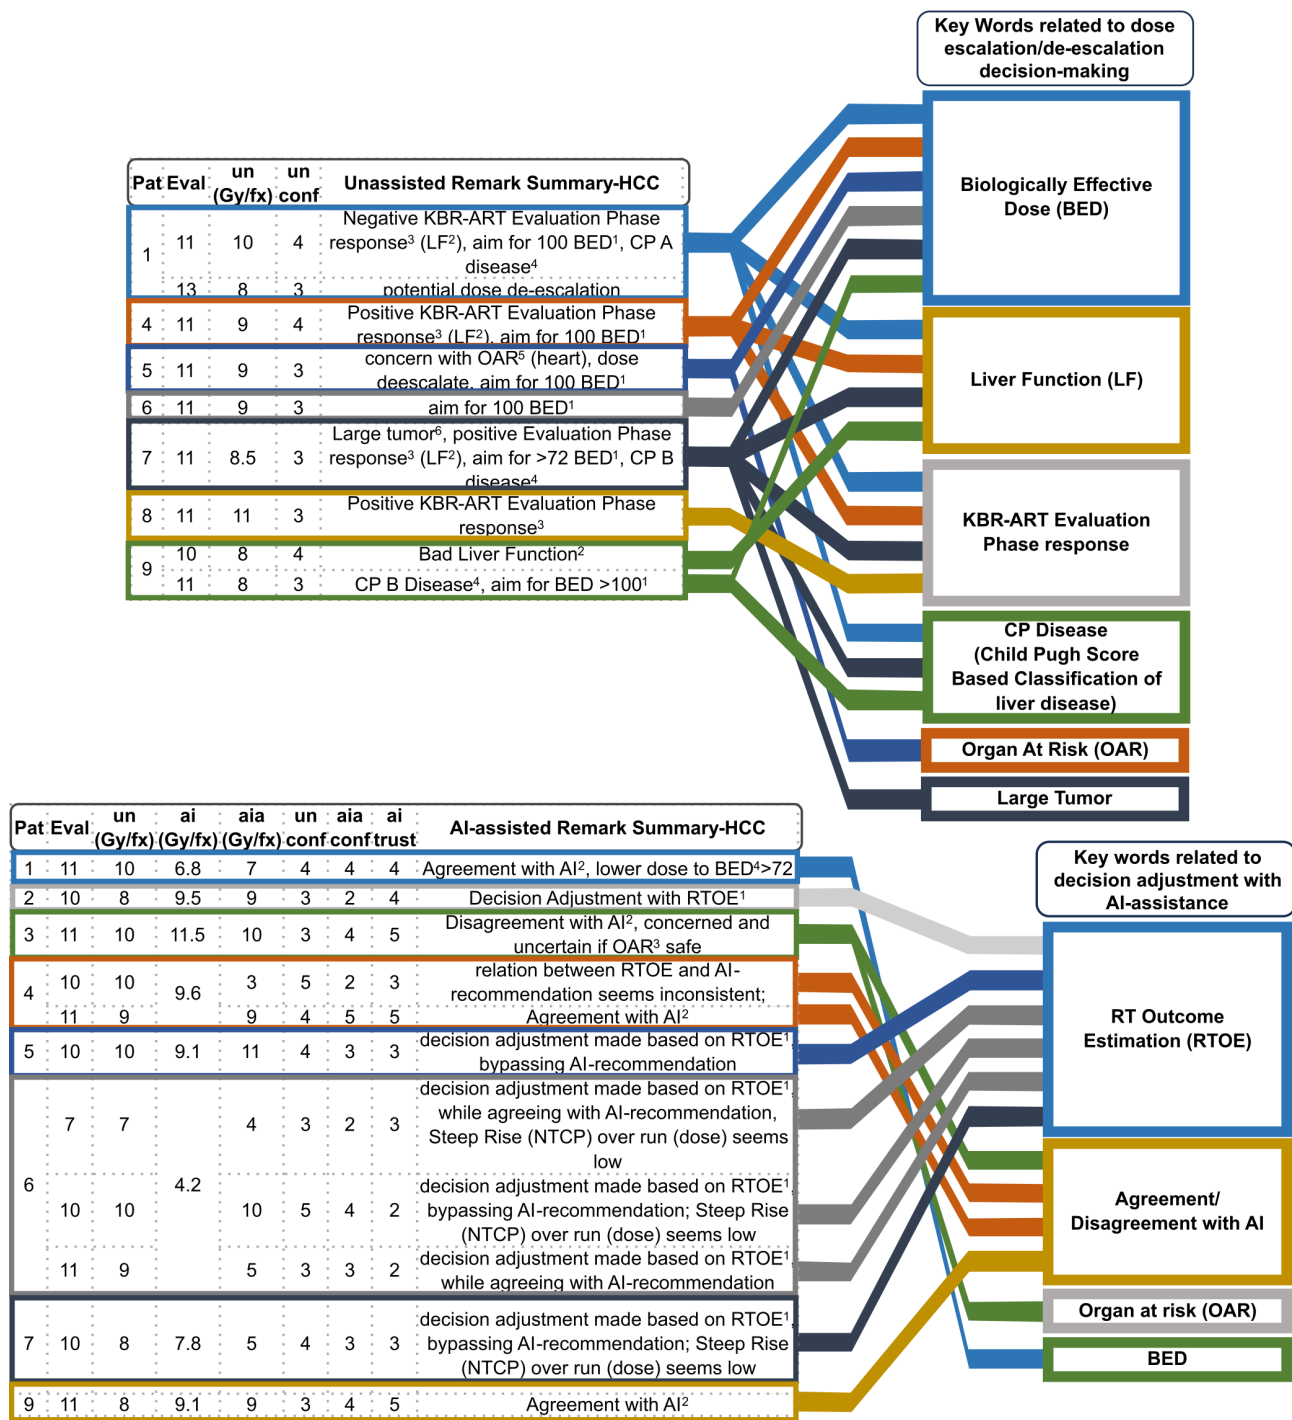 Key Words related to dose
escalation/de-escalation
decision-making
Biologically Effective
Dose (BED)
Liver Function (LF)
KBR-ART Evaluation
Phase response
CP Disease
(Child Pugh Score
Based Classification of
liver disease)
Organ At Risk (OAR)
Large Tumor
Pat Eval un (Gy/fx) un conf Unassisted Remark Summary-HCC
1 11 10 4 Negative KBR-ART Evaluation Phase
response³ (LF²), aim for 100 BED¹, CP A
disease⁴
13 8 3 potential dose de-escalation
4 11 9 4 Positive KBR-ART Evaluation Phase
response³ (LF²), aim for 100 BED¹
5 11 9 3 concern with OAR⁵ (heart), dose
deescalate, aim for 100 BED¹
6 11 9 3 aim for 100 BED¹
7 11 8.5 3 Large tumor⁶, positive Evaluation Phase
response³ (LF²), aim for >72 BED¹, CP B
disease⁴
8 11 11 3 Positive KBR-ART Evaluation Phase
response³
9 10 8 4 Bad Liver Function²
11 8 3 CP B Disease⁴, aim for BED >100¹
Pat Eval un (Gy/fx) ai (Gy/fx) aia (Gy/fx) un conf aia conf ai trust AI-assisted Remark Summary-HCC
1 11 10 6.8 7 4 4 4 Agreement with AI², lower dose to BED⁴>72
2 10 8 9.5 9 3 2 4 Decision Adjustment with RTOE¹
3 11 10 11.5 10 3 4 5 Disagreement with AI², concerned and
uncertain if OAR³ safe
4 10 10 9.6 3 5 2 3 relation between RTOE and AI-
recommendation seems inconsistent;
11 9 9 4 5 5 Agreement with AI²
5 10 10 9.1 11 4 3 3 decision adjustment made based on RTOE¹,
bypassing AI-recommendation
6 7 7 4.2 4 3 2 3 decision adjustment made based on RTOE¹,
while agreeing with AI-recommendation,
Steep Rise (NTCP) over run (dose) seems
low
10 10 10 5 4 2 decision adjustment made based on RTOE¹,
bypassing AI-recommendation; Steep Rise
(NTCP) over run (dose) seems low
11 9 5 3 3 2 decision adjustment made based on RTOE¹,
while agreeing with AI-recommendation
7 10 8 7.8 5 4 3 3 decision adjustment made based on RTOE¹,
bypassing AI-recommendation; Steep Rise
(NTCP) over run (dose) seems low
9 11 8 9.1 9 3 4 5 Agreement with AI²
Key words related to
decision adjustment with
AI-assistance
RT Outcome
Estimation (RTOE)
Agreement/
Disagreement with AI
Organ at risk (OAR)
BED